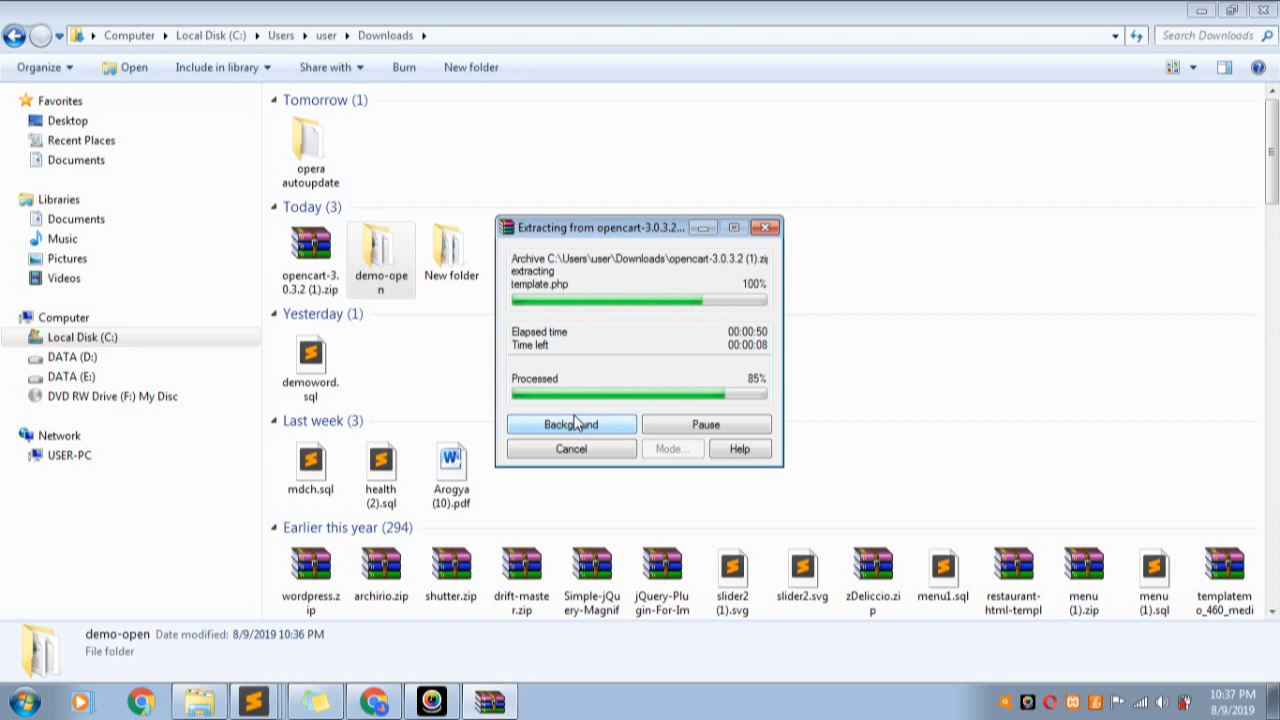 Computer Local Disk (C:) Users user Downloads Search Downloads
Organize Open Include in library Share with Burn New folder
Favorites
Desktop
Recent Places
Documents
Libraries
Documents
Music
Pictures
Videos
Computer
Local Disk (C:)
DATA (D:)
DATA (E:)
DVD RW Drive (F:) My Disc
Network
USER-PC
Tomorrow (1)
opera
autoupdate
Today (3)
opencart-3.
0.3.2 (1).zip
demo-ope
n
New folder
Yesterday (1)
demoword.
sql
Last week (3)
mdch.sql
health
(2).sql
Arogya
(10).pdf
Earlier this year (294)
wordpress.z
ip
archirio.zip
shutter.zip
drift-maste
r.zip
Simple-jQu
ery-Magnif
jQuery-Plu
gin-For-Im
slider2
(1).svg
slider2.svg
zDeliccio.zi
p
menu1.sql
restaurant-
html-templ
menu
(1).zip
menu
(1).sql
templatem
o_460_medi
Extracting from opencart-3.0.3.2...
Archive C:\Users\user\Downloads\opencart-3.0.3.2 (1).zip
extracting
template.php 100%
Elapsed time 00:00:50
Time left 00:00:08
Processed 85%
Background Pause
Cancel Mode... Help
demo-open Date modified: 8/9/2019 10:36 PM
File folder
10:37 PM
8/9/2019